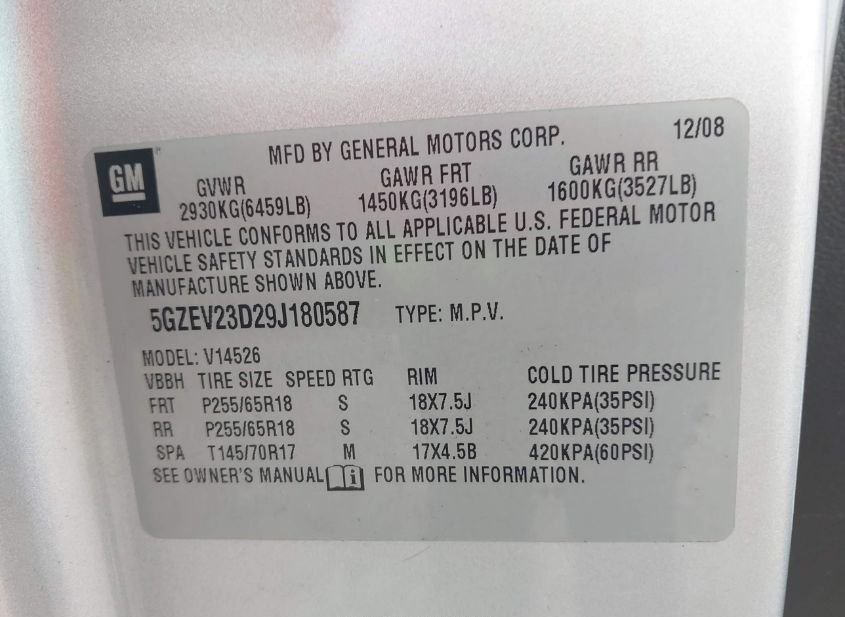 GM
MFD BY GENERAL MOTORS CORP. 12/08
GVWR GAWR FRT GAWR RR
2930KG(6459LB) 1450KG(3196LB) 1600KG(3527LB)
THIS VEHICLE CONFORMS TO ALL APPLICABLE U.S. FEDERAL MOTOR
VEHICLE SAFETY STANDARDS IN EFFECT ON THE DATE OF
MANUFACTURE SHOWN ABOVE.
5GZEV23D29J180587 TYPE: M.P.V.
MODEL: V14526
VBBH TIRE SIZE SPEED RTG RIM COLD TIRE PRESSURE
FRT P255/65R18 S 18X7.5J 240KPA(35PSI)
RR P255/65R18 S 18X7.5J 240KPA(35PSI)
SPA T145/70R17 M 17X4.5B 420KPA(60PSI)
SEE OWNER'S MANUAL i FOR MORE INFORMATION.